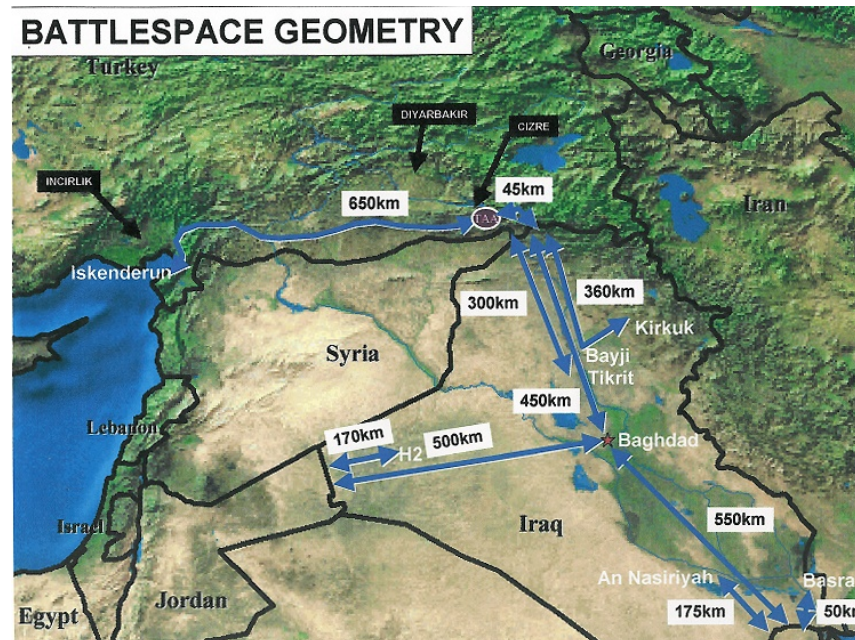 BATTLESPACE GEOMETRY
Turkey
Georgia
DIYARBAKIR
CIZRE
INCIRLIK
45km
650km
TAA
Iran
Iskenderun
300km
360km
Kirkuk
Syria
Bayji
Tikrit
450km
Lebanon
170km
500km
H2
Baghdad
Israel
Iraq
550km
An Nasiriyah
Basra
Jordan
175km
50km
Egypt